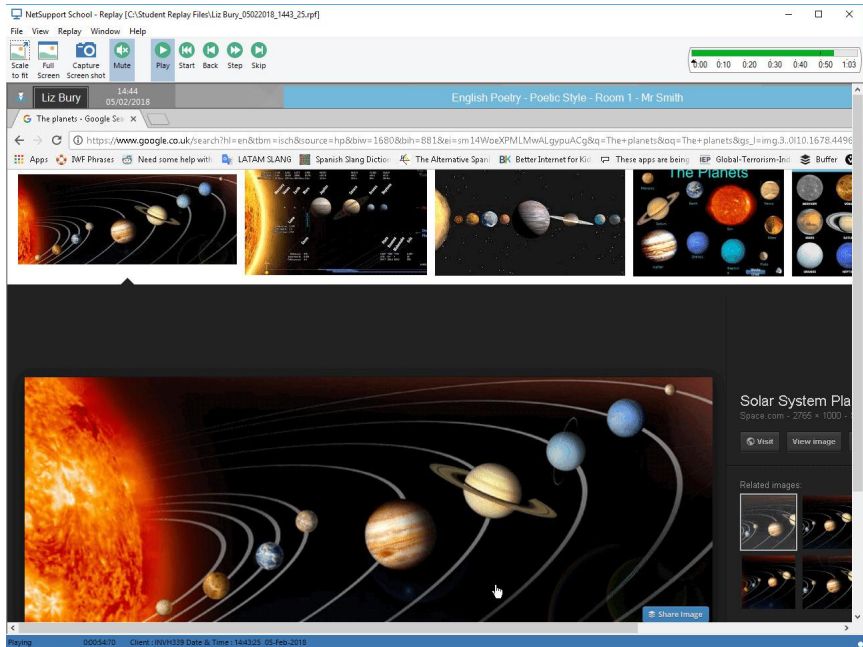 NetSupport School - Replay [C:\Student Replay Files\Liz Bury_05022018_1443_25.rpf]
File View Replay Window Help
Scale to fit
Full Screen
Capture Screen shot
Mute
Play
Start
Back
Step
Skip
0:00 0:10 0:20 0:30 0:40 0:50 1:03
Liz Bury
14:44
05/02/2018
English Poetry - Poetic Style - Room 1 - Mr Smith
The planets - Google Se
https://www.google.co.uk/search?hl=en&tbm=isch&source=hp&biw=1680&bih=881&ei=sm14WoeXPMLMwALgypuACg&q=The+planets&oq=The+planets&gs_l=img.3..0l10.1678.4496
Apps IWF Phrases Need some help with LATAM SLANG Spanish Slang Diction The Alternative Span Better Internet for Kid These apps are being Global-Terrorism-Ind Buffer
The Planets
Solar System Pla
Space.com - 2765 × 1000 -
Visit
View image
Related images:
Share Image
Playing 0:00:54:70 Client : INVH339 Date & Time : 14:43:25 05-Feb-2018